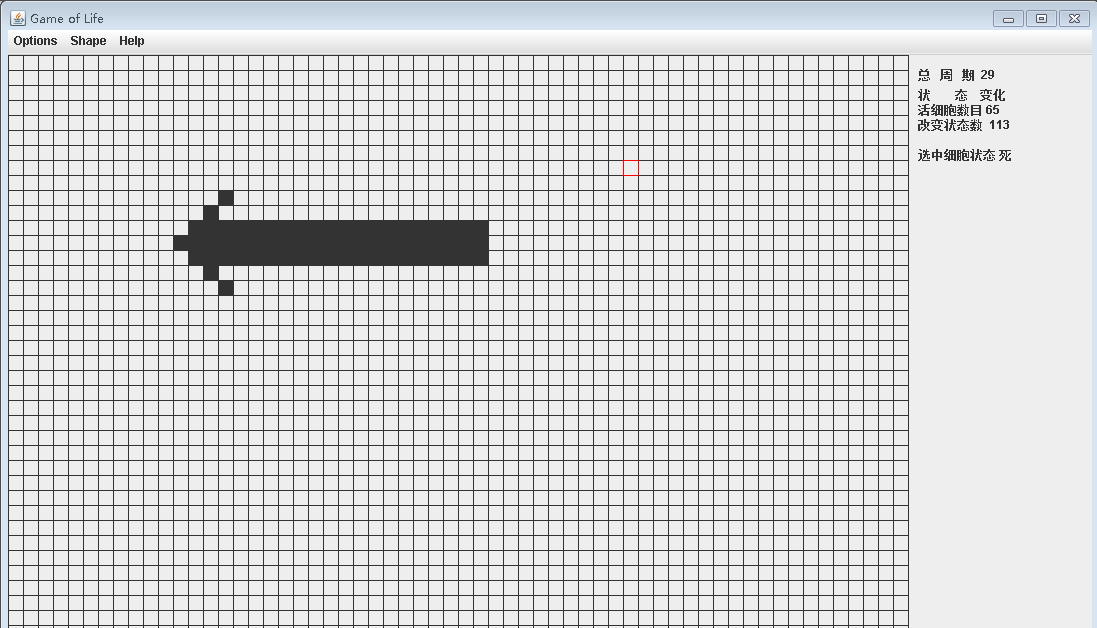 Game of Life
Options Shape Help
总 周 期 29
状 态 变化
活细胞数目 65
改变状态数 113
选中细胞状态 死